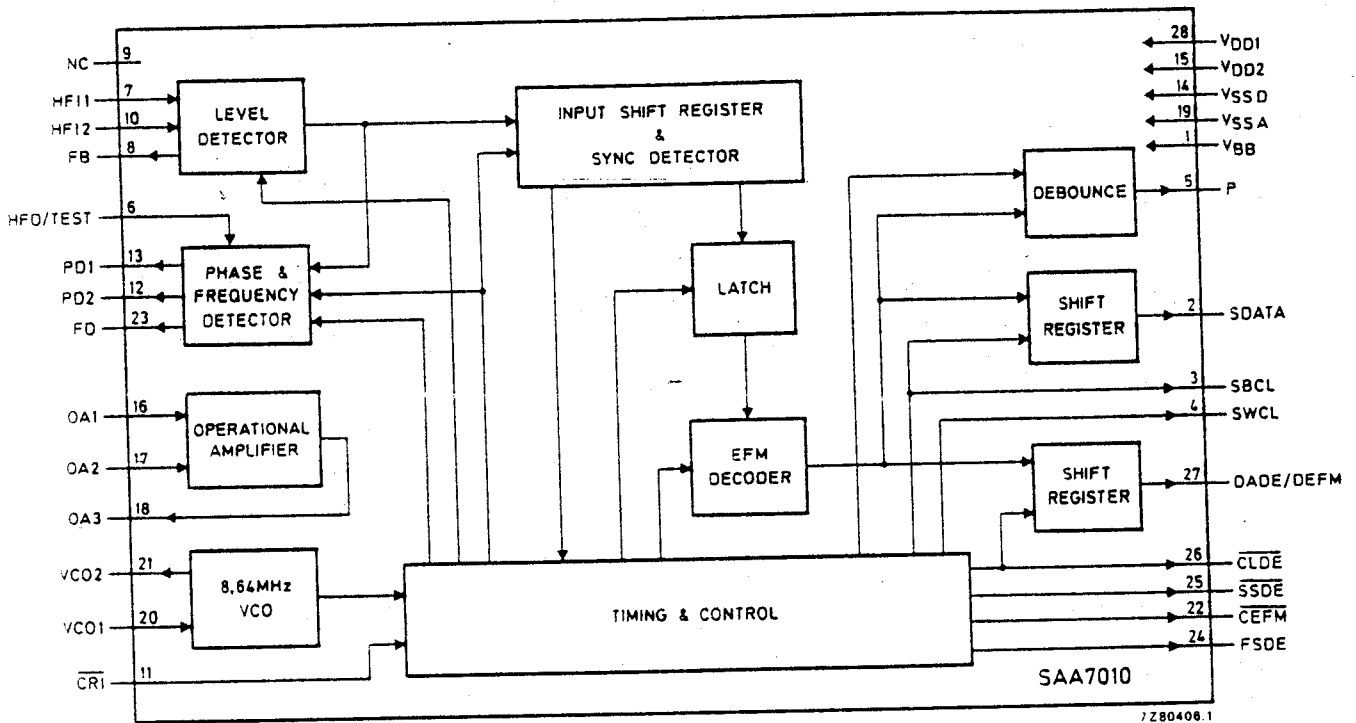 NC 9
HFI1 7
HFI2 10
FB 8
LEVEL
DETECTOR
INPUT SHIFT REGISTER
&
SYNC DETECTOR
28 VDD1
15 VDD2
14 VSSD
19 VSSA
1 VBB
DEBOUNCE
5 P
HFO/TEST 6
PD1 13
PD2 12
FO 23
PHASE &
FREQUENCY
DETECTOR
LATCH
SHIFT
REGISTER
2 SDATA
3 SBCL
4 SWCL
OA1 16
OA2 17
OA3 18
OPERATIONAL
AMPLIFIER
EFM
DECODER
SHIFT
REGISTER
27 DADE/DEFM
VCO2 21
VCO1 20
8,64MHz
VCO
TIMING & CONTROL
26 CLDE
25 SSDE
22 CEFM
24 FSDE
CRI 11
SAA7010
7Z80406.1